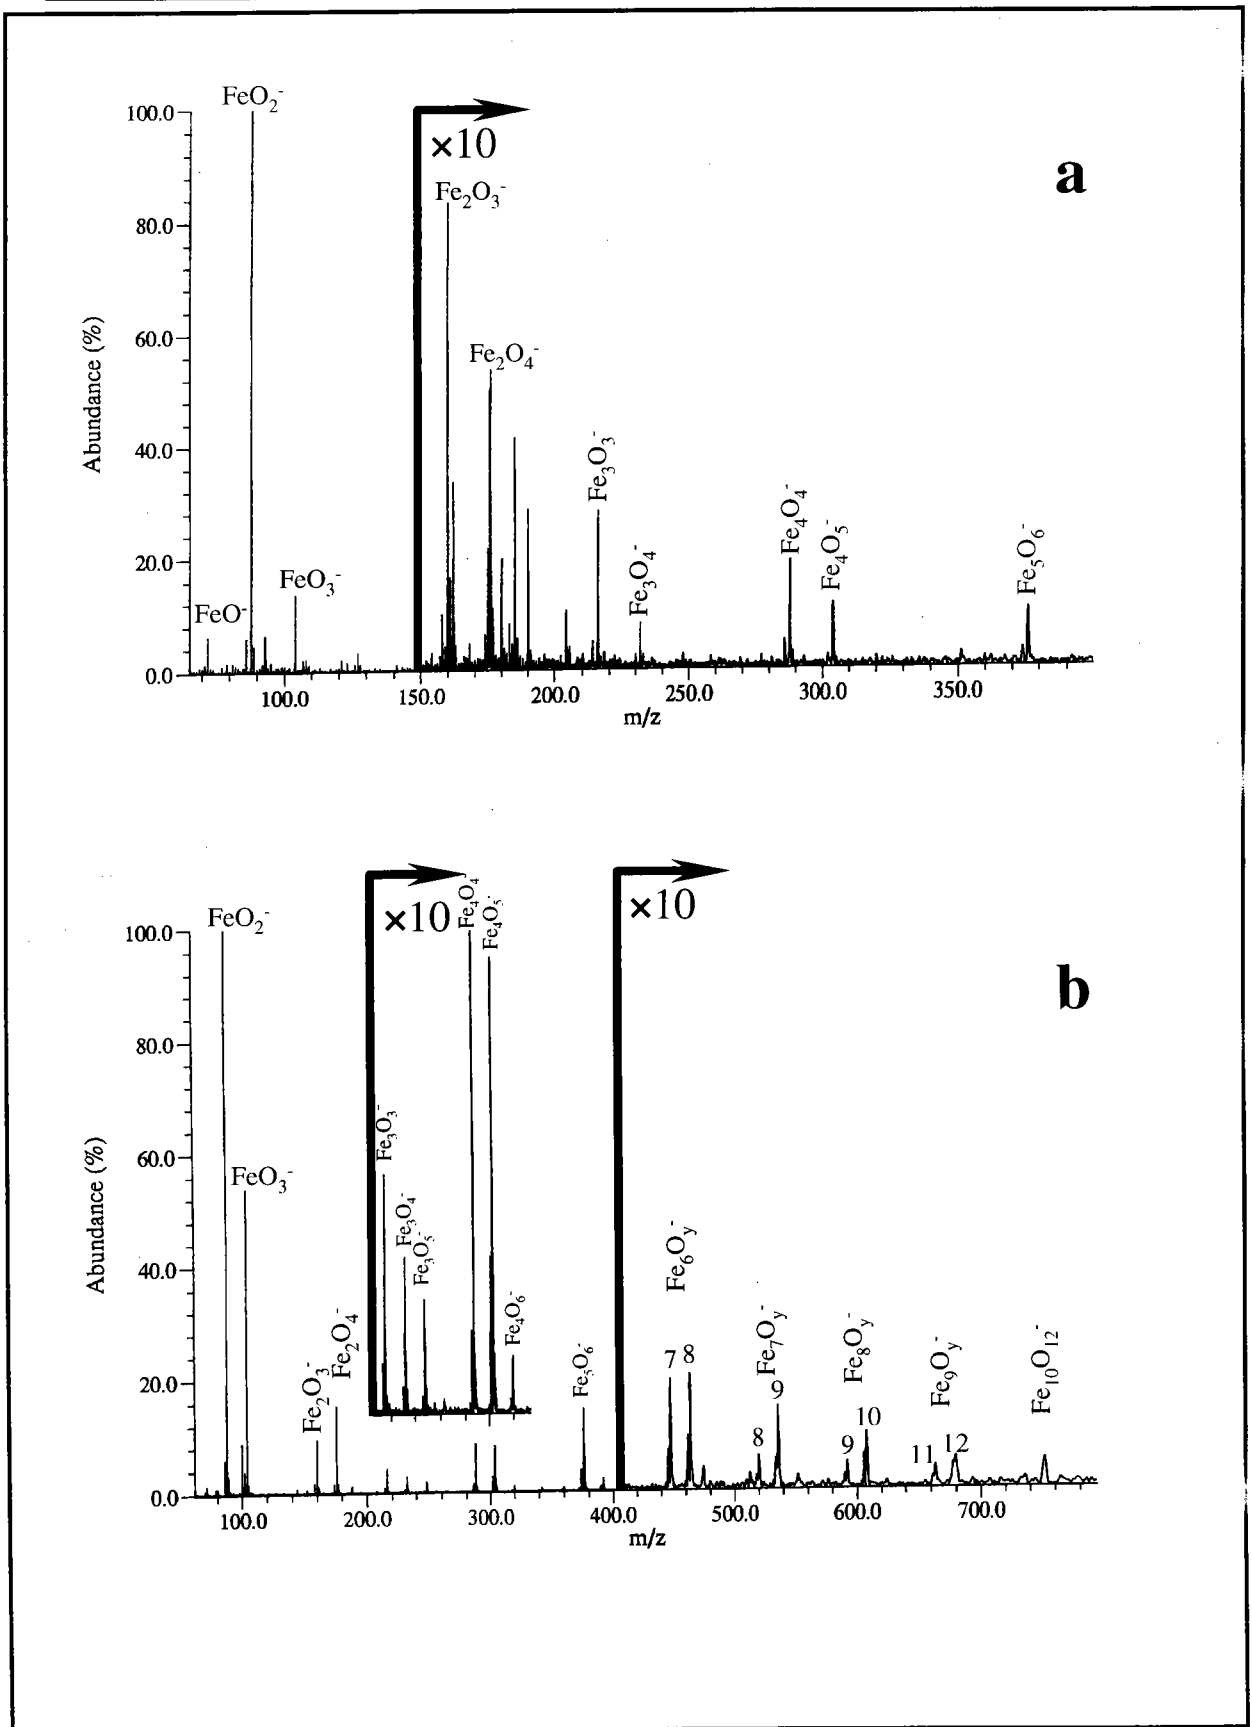 FeO₂⁻
100.0
×10
a
Fe₂O₃⁻
80.0
60.0
Fe₂O₄⁻
Abundance (%)
40.0
Fe₃O₃⁻
Fe₄O₄⁻
Fe₄O₅⁻
Fe₅O₆⁻
20.0
FeO⁻
FeO₃⁻
Fe₃O₄⁻
0.0
100.0 150.0 200.0 250.0 300.0 350.0
m/z
FeO₂⁻
×10
Fe₄O₄⁻
Fe₄O₅⁻
×10
100.0
b
80.0
Fe₃O₃⁻
60.0
FeO₃⁻
Abundance (%)
Fe₃O₄⁻
Fe₃O₅⁻
Fe₆O_y⁻
40.0
Fe₂O₃⁻
Fe₂O₄⁻
Fe₄O₆⁻
Fe₅O₆⁻
7 8
Fe₇O_y⁻
Fe₈O_y⁻
Fe₉O_y⁻
Fe₁₀O₁₂⁻
20.0
8 9
9 10
11 12
0.0
100.0 200.0 300.0 400.0 500.0 600.0 700.0
m/z